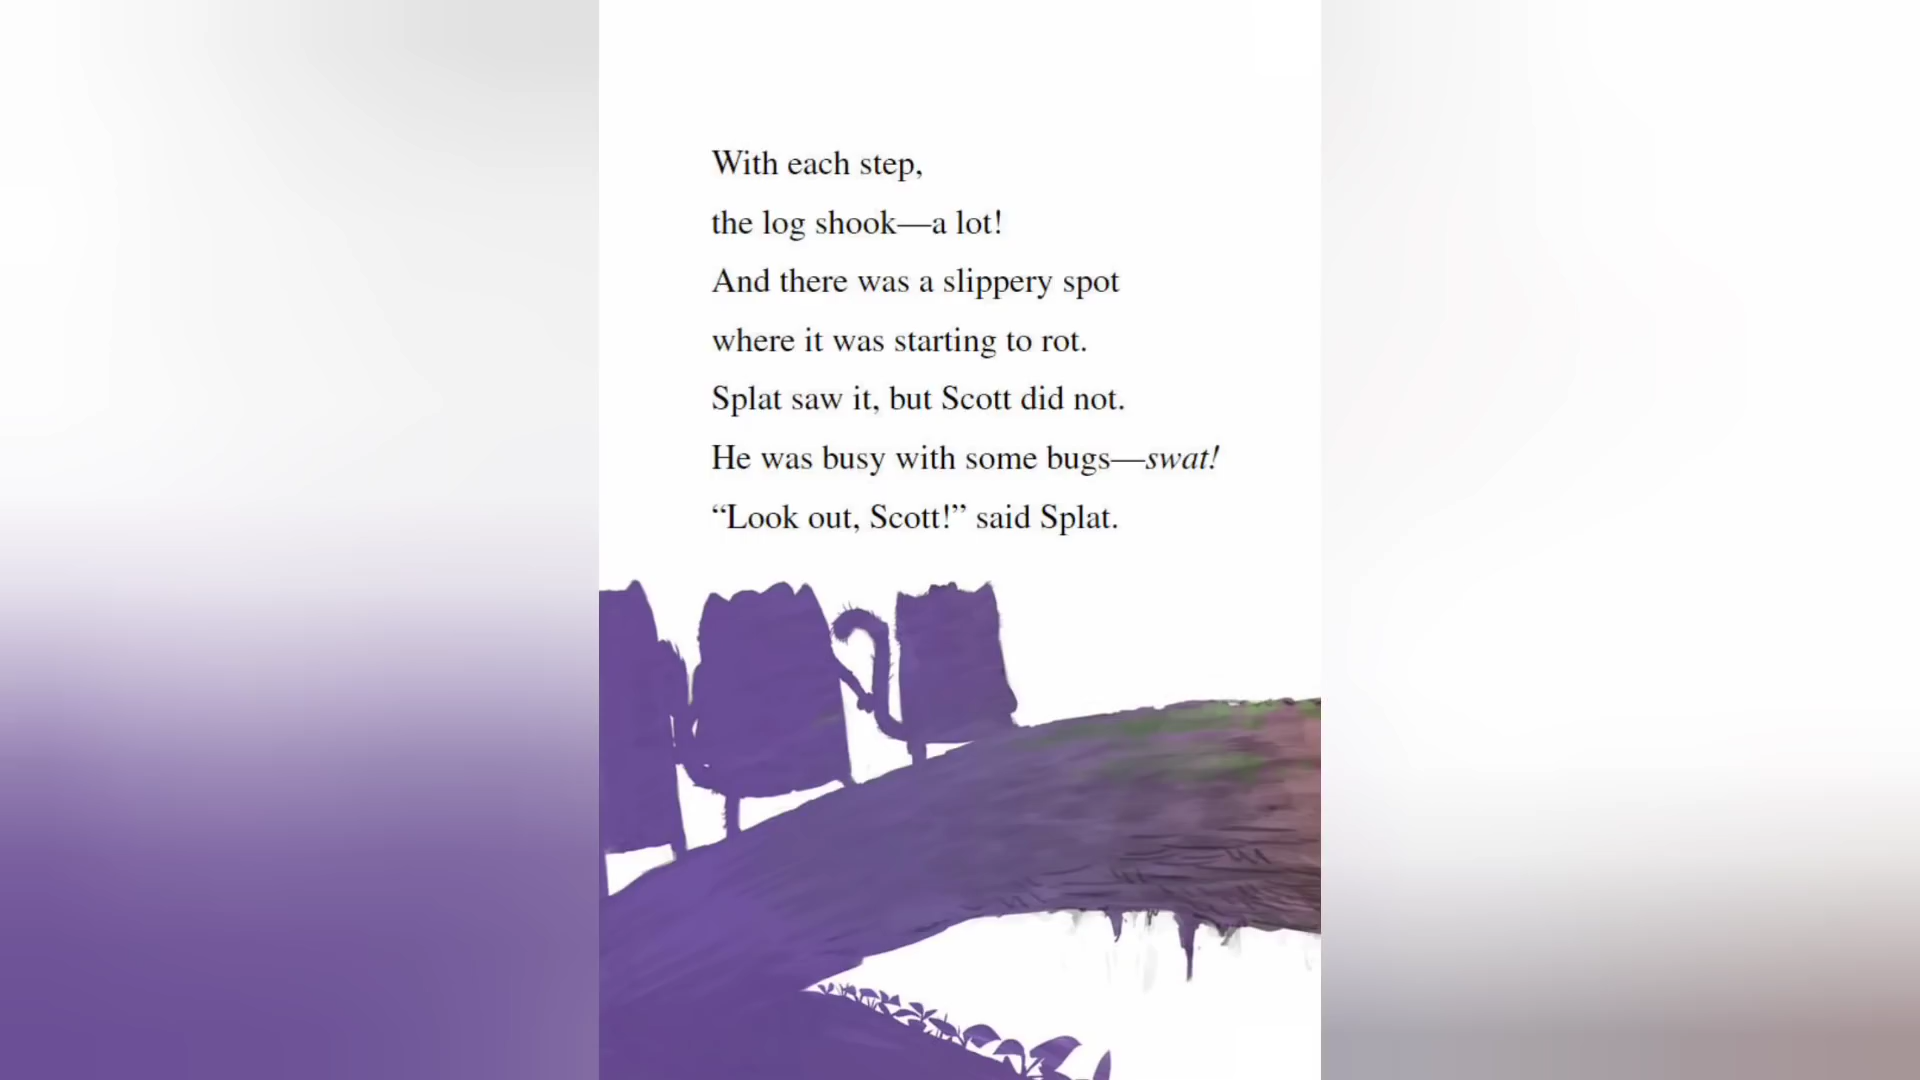 With each step,
the log shook—a lot!
And there was a slippery spot
where it was starting to rot.
Splat saw it, but Scott did not.
He was busy with some bugs—swat!
“Look out, Scott!” said Splat.